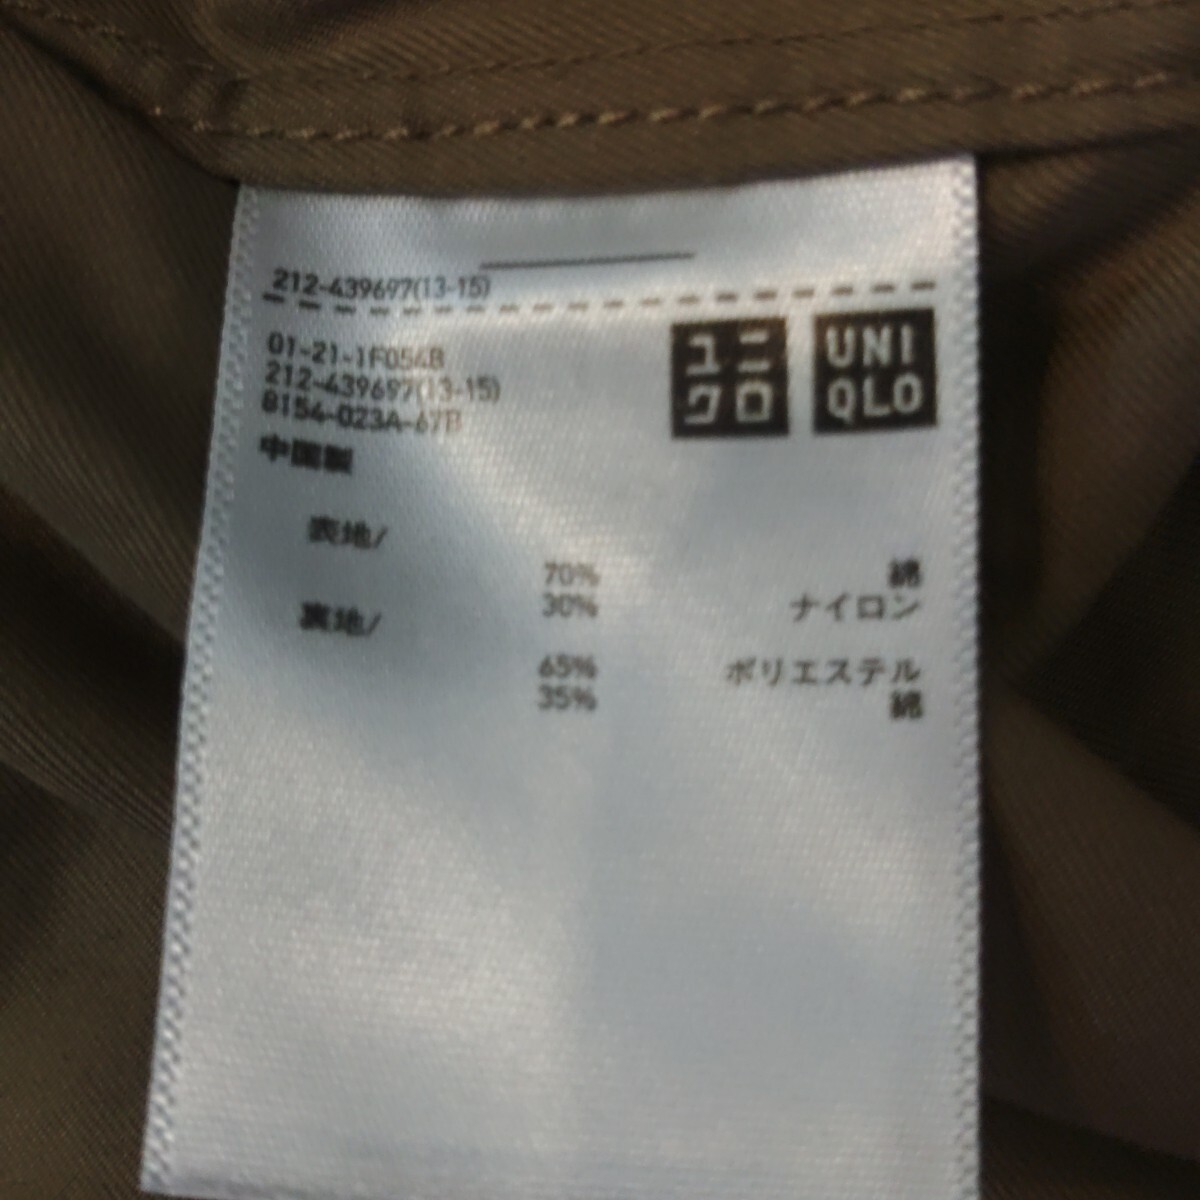 212-439697(13-15)
01-21-1F054B
212-439697(13-15)
8154-023A-67B
中国製
ユニ
クロ
UNI
QLO
表地/
70% 綿
30% ナイロン
裏地/
65% ポリエステル
35% 綿